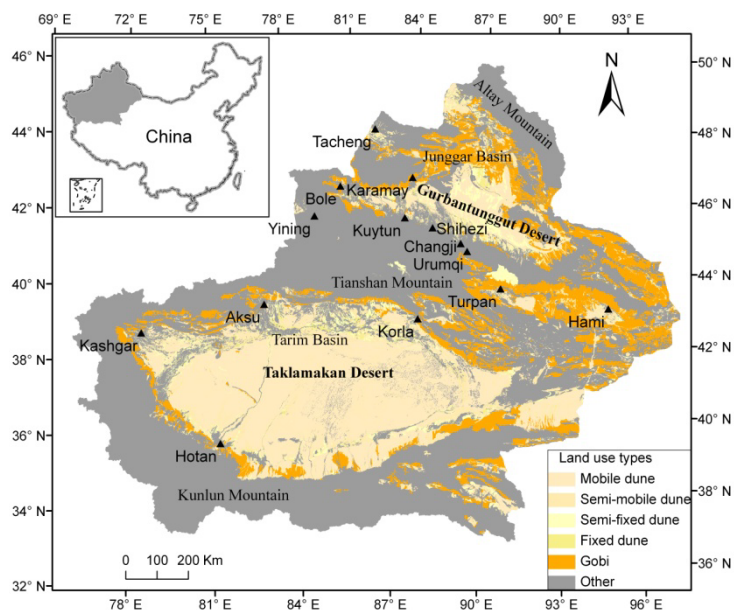 69° E 72° E 75° E 78° E 81° E 84° E 87° E 90° E 93° E
46° N
44° N
42° N
40° N
38° N
36° N
34° N
32° N
50° N
48° N
46° N
44° N
42° N
40° N
38° N
36° N
China
N
Altay Mountain
Tacheng
Junggar Basin
Bole
Karamay
Gurbantunggut Desert
Yining
Kuytun
Shihezi
Changji
Urumqi
Tianshan Mountain
Turpan
Aksu
Korla
Hami
Kashgar
Tarim Basin
Taklamakan Desert
Hotan
Kunlun Mountain
0 100 200 Km
Land use types
Mobile dune
Semi-mobile dune
Semi-fixed dune
Fixed dune
Gobi
Other
78° E 81° E 84° E 87° E 90° E 93° E 96° E